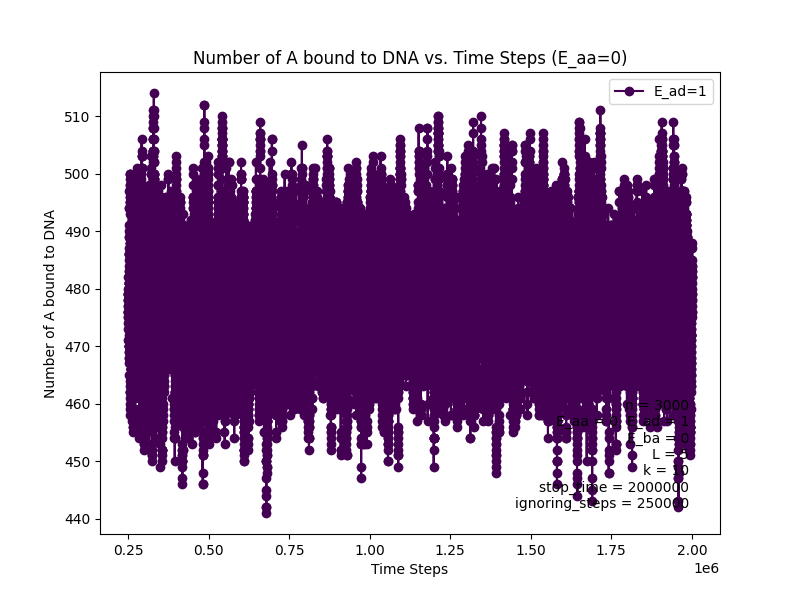 Number of A bound to DNA vs. Time Steps (E_aa=0)
E_ad=1
510
500
490
480
470
460
450
440
Number of A bound to DNA
n = 3000
E_aa = 0 E_ad = 1
E_ba = 0
L =
k = 10
stop_time = 2000000
ignoring_steps = 250000
0.25
0.50
0.75
1.00
1.25
1.50
1.75
2.00
1e6
Time Steps